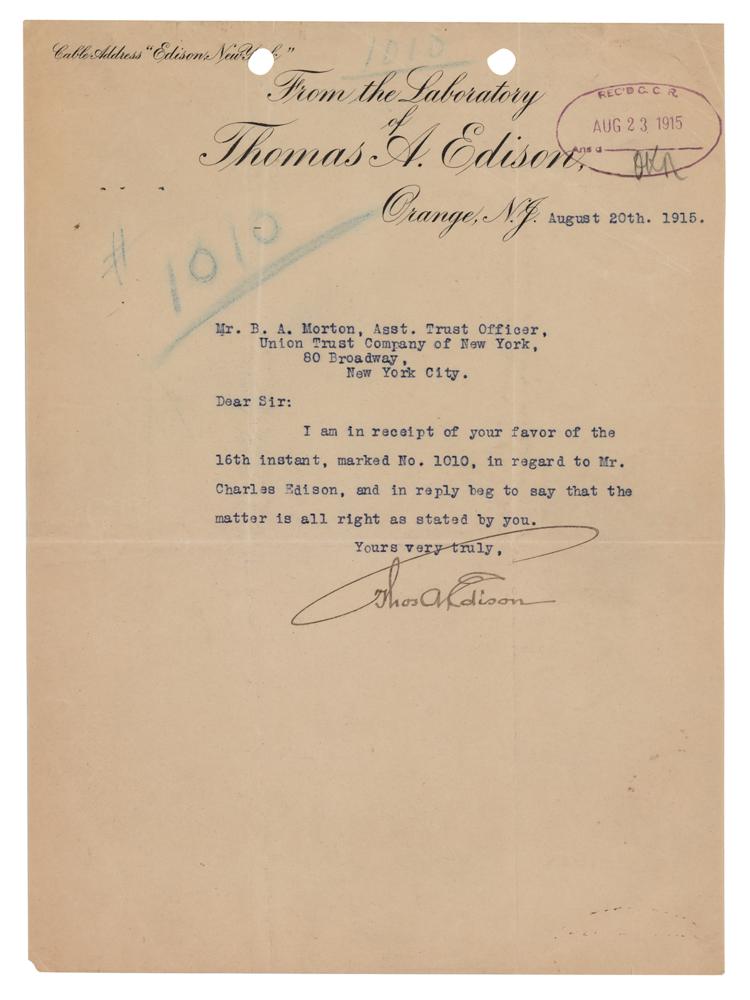 1010
Cable Address "Edison, New York"
From the Laboratory
of
Thomas A. Edison,
REC'D C. C. R.
AUG 23 1915
Ans'd
Orange, N.J. August 20th. 1915.
# 1010
Mr. B. A. Morton, Asst. Trust Officer,
Union Trust Company of New York,
80 Broadway,
New York City.
Dear Sir:
I am in receipt of your favor of the
16th instant, marked No. 1010, in regard to Mr.
Charles Edison, and in reply beg to say that the
matter is all right as stated by you.
Yours very truly,
Thos A Edison